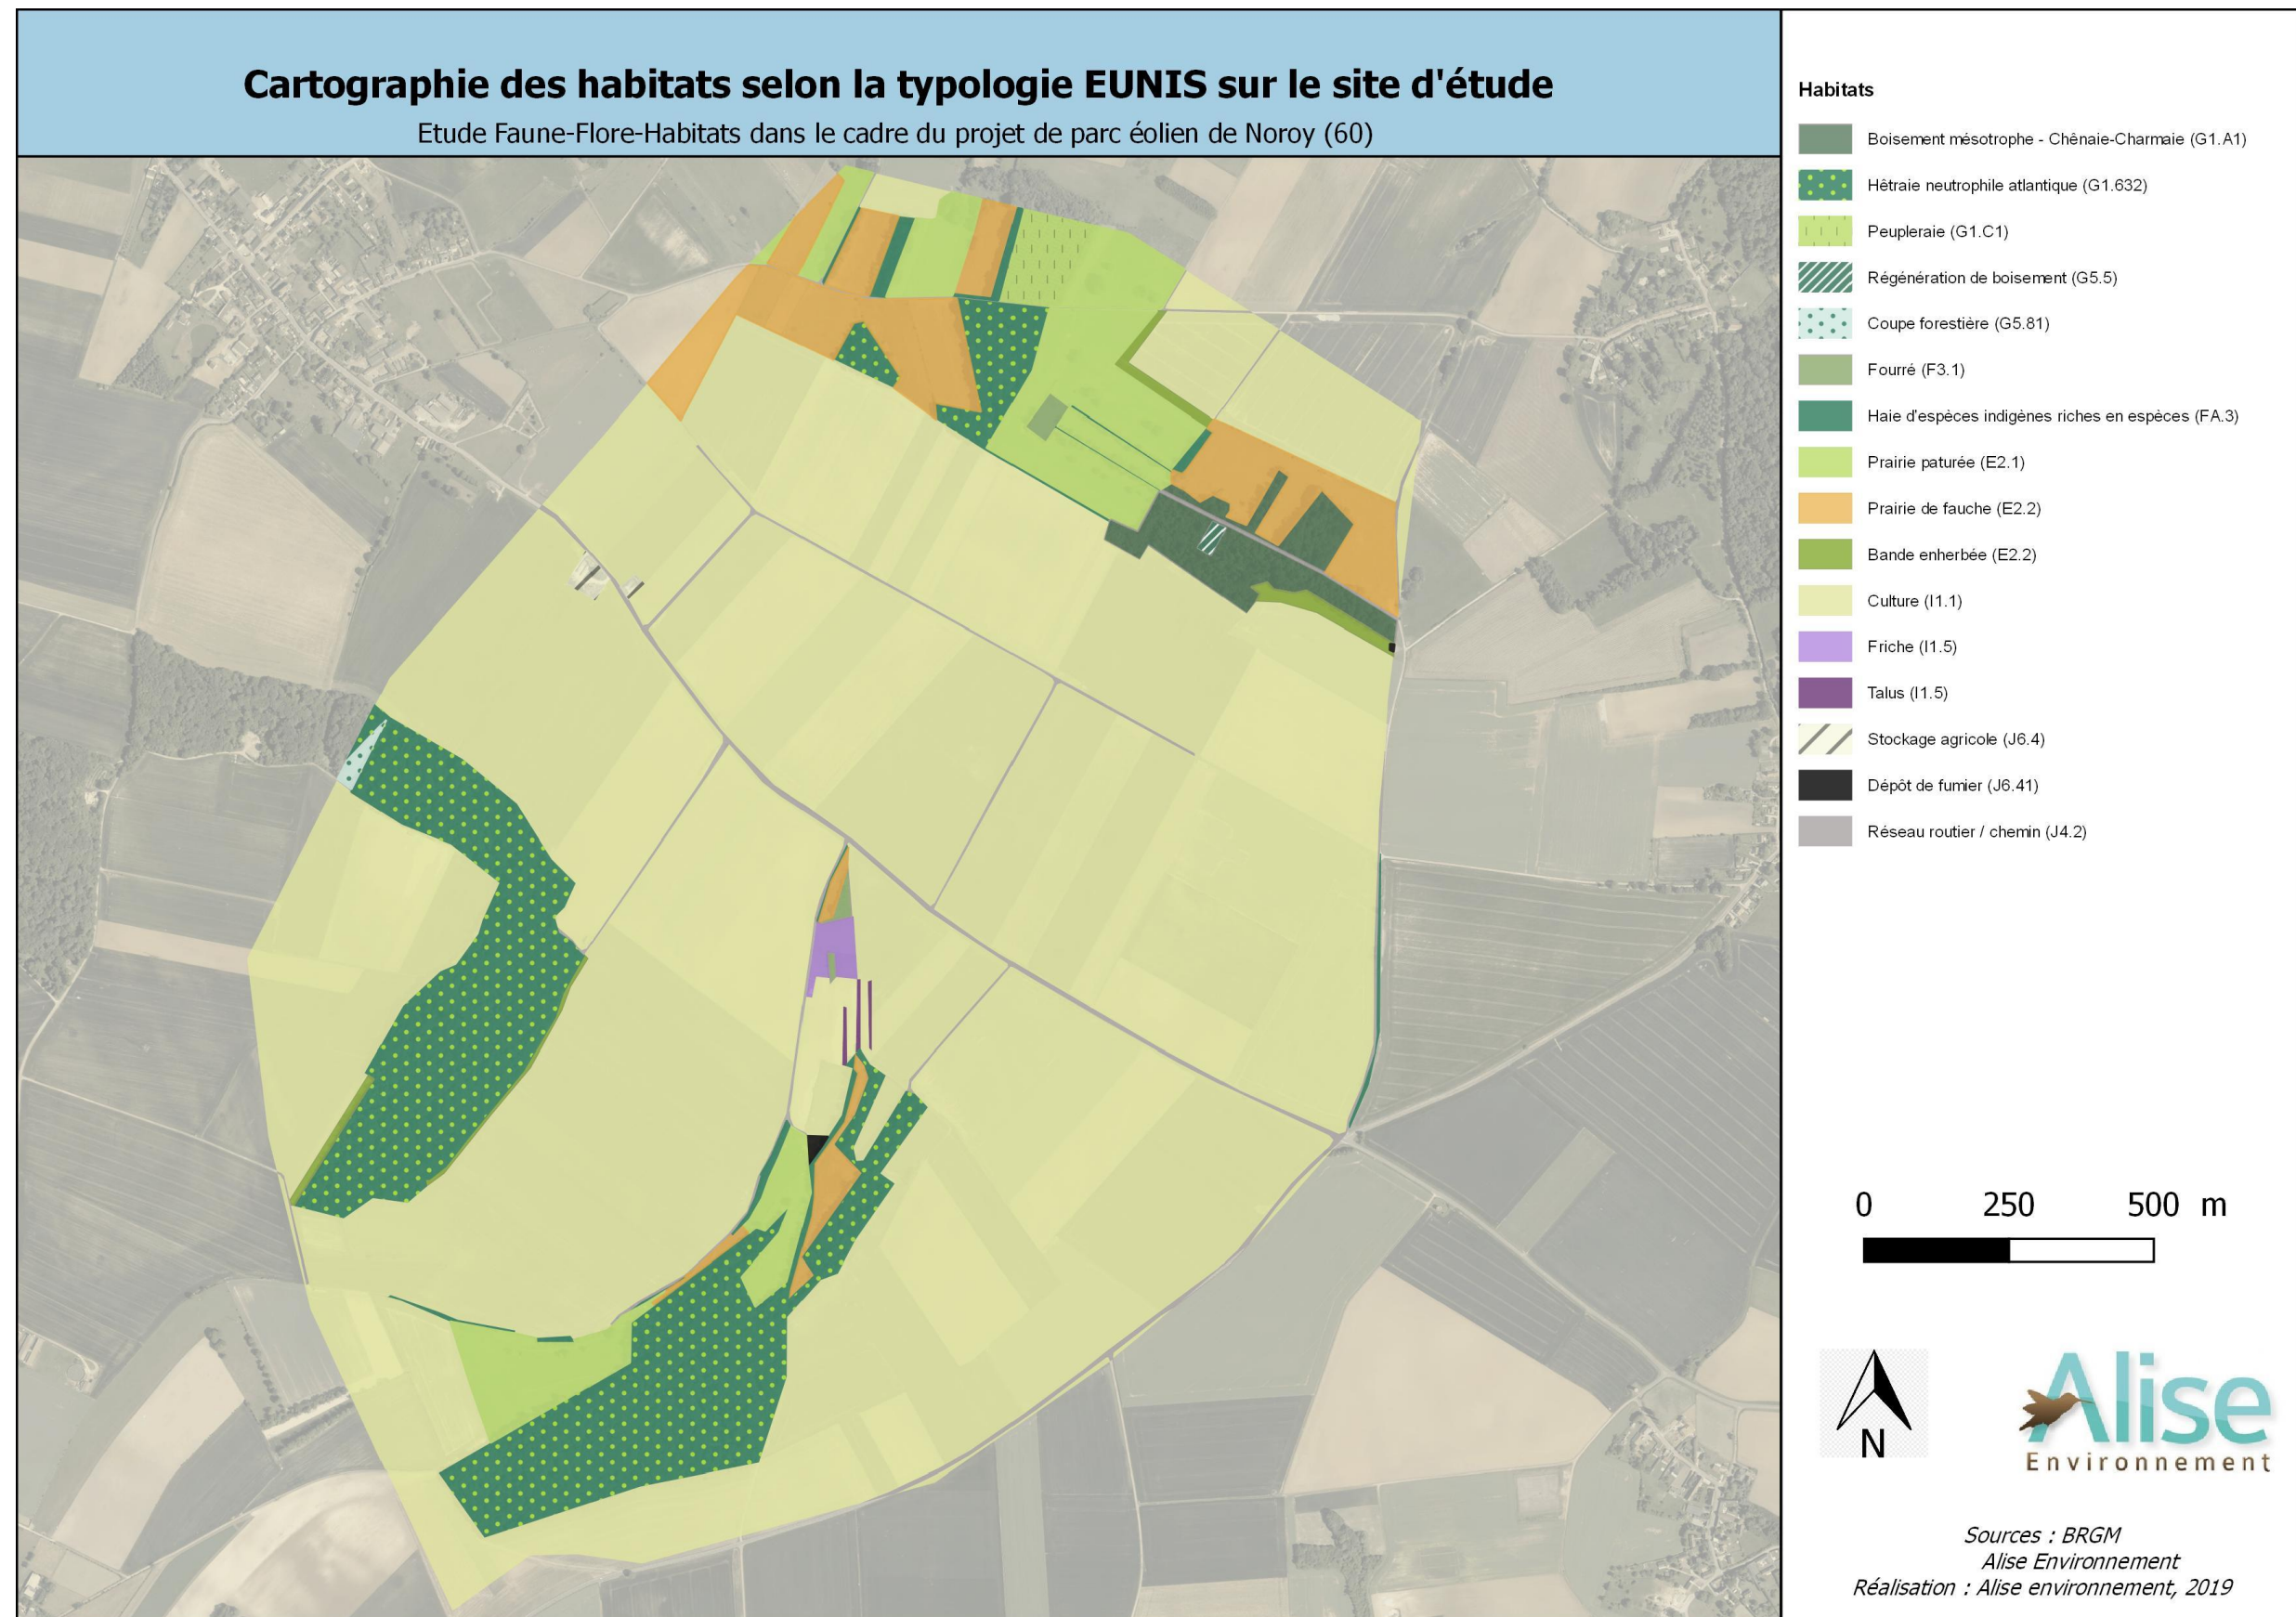 Cartographie des habitats selon la typologie EUNIS sur le site d'étude
Etude Faune-Flore-Habitats dans le cadre du projet de parc éolien de Noroy (60)
Habitats
Boisement mésotrophe - Chênaie-Charmaie (G1.A1)
Hêtraie neutrophile atlantique (G1.632)
Peupleraie (G1.C1)
Régénération de boisement (G5.5)
Coupe forestière (G5.81)
Fourré (F3.1)
Haie d'espèces indigènes riches en espèces (FA.3)
Prairie paturée (E2.1)
Prairie de fauche (E2.2)
Bande enherbée (E2.2)
Culture (I1.1)
Friche (I1.5)
Talus (I1.5)
Stockage agricole (J6.4)
Dépôt de fumier (J6.41)
Réseau routier / chemin (J4.2)
0 250 500 m
N
Alise
Environnement
Sources : BRGM
Alise Environnement
Réalisation : Alise environnement, 2019